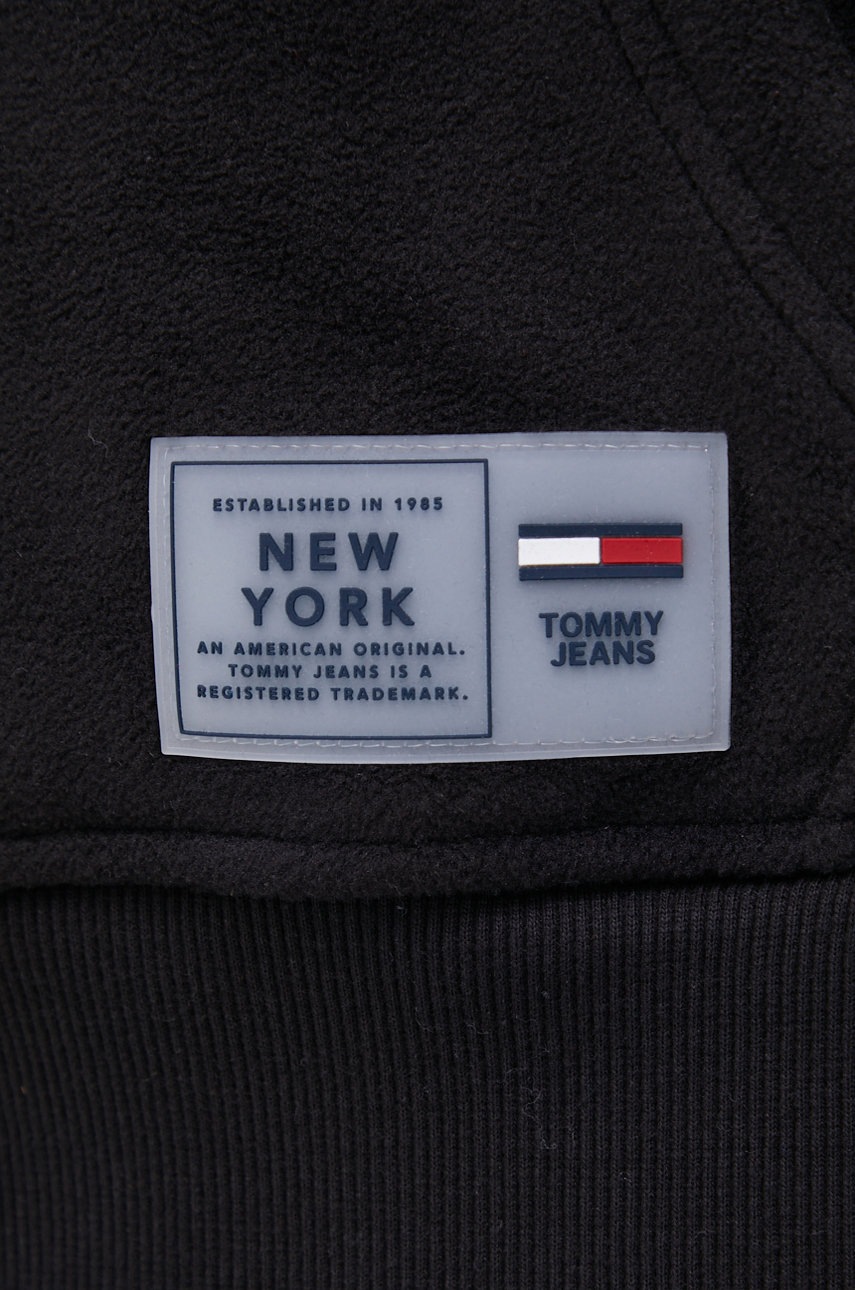 ESTABLISHED IN 1985
NEW
YORK
AN AMERICAN ORIGINAL.
TOMMY JEANS IS A
REGISTERED TRADEMARK.
TOMMY
JEANS